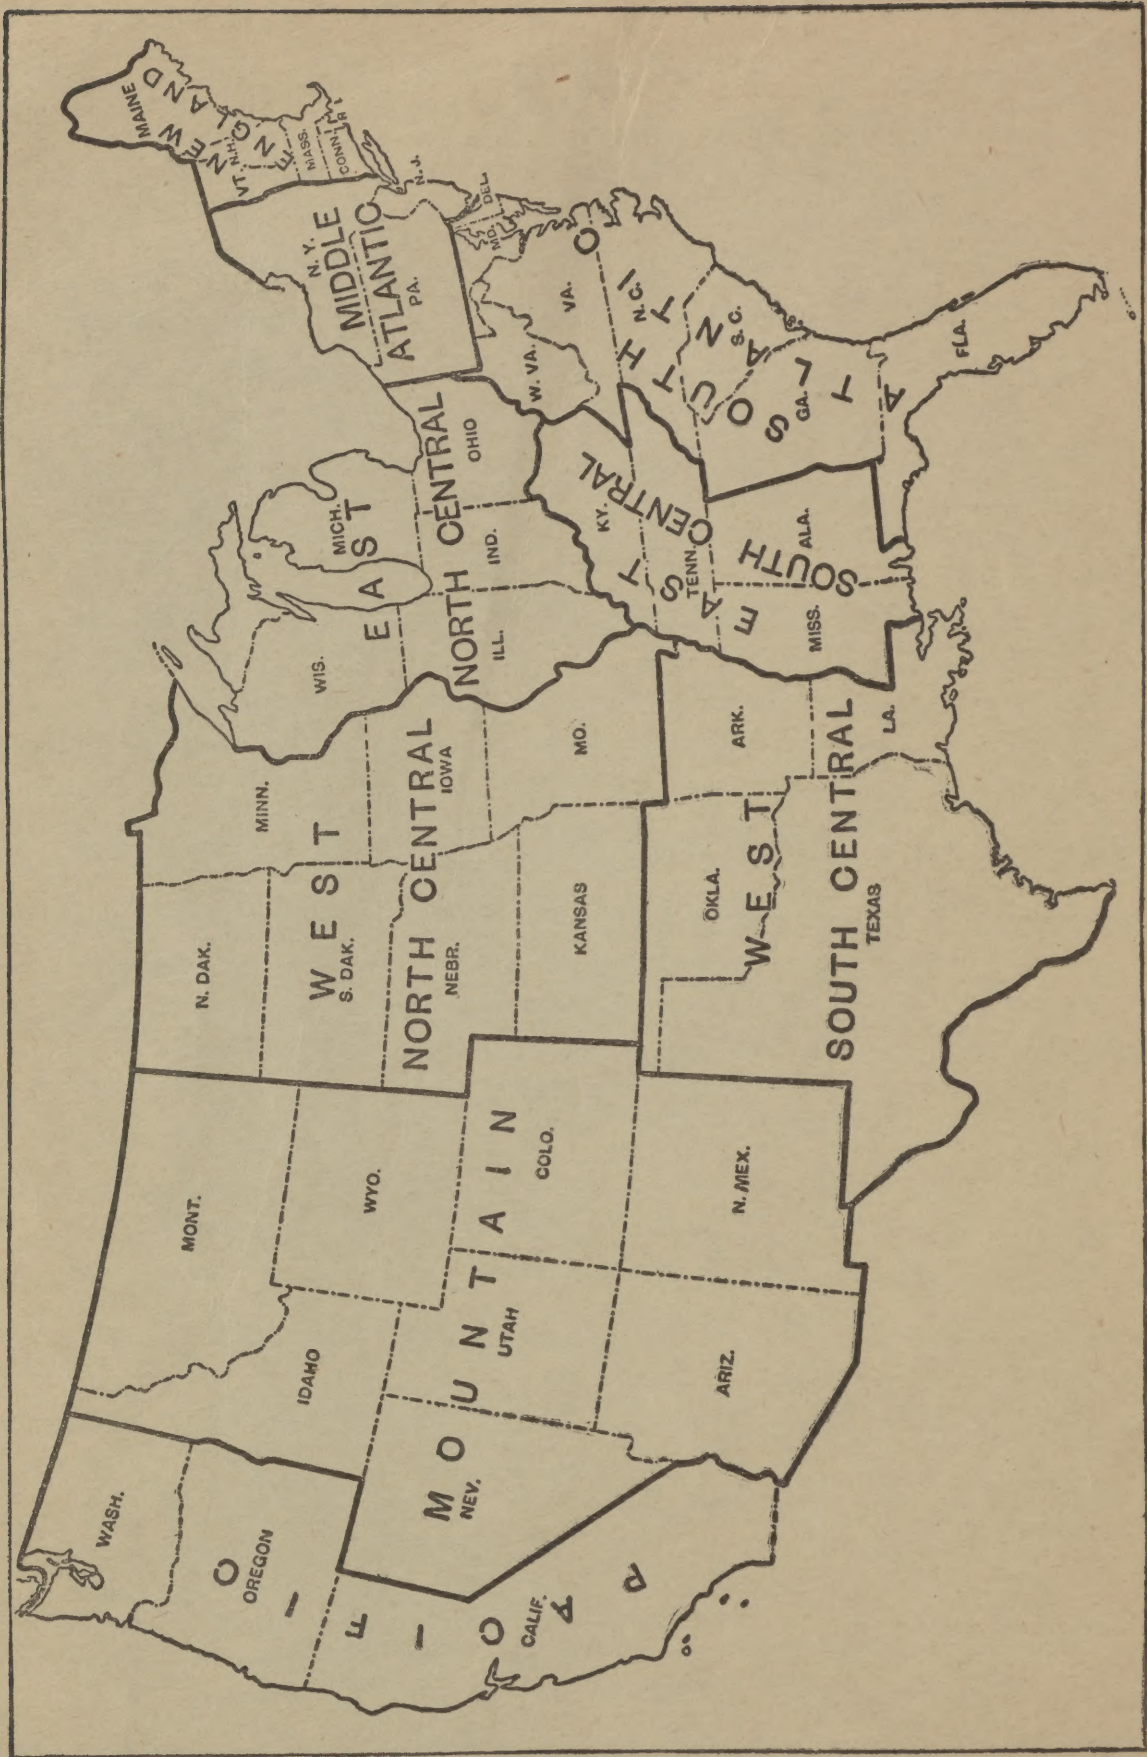 WASH.
OREGON
CALIF.
PACIFIC
MONT.
IDAHO
WYO.
NEV.
UTAH
COLO.
ARIZ.
N. MEX.
MOUNTAIN
N. DAK.
MINN.
WEST
S. DAK.
NORTH CENTRAL
NEBR.
IOWA
KANSAS
MO.
OKLA.
ARK.
WEST
SOUTH CENTRAL
TEXAS
LA.
WIS.
MICH.
EAST
NORTH CENTRAL
ILL.
IND.
OHIO
KY.
TENN.
EAST
SOUTH CENTRAL
MISS.
ALA.
N. Y.
MIDDLE
ATLANTIC
PA.
N. J.
MAINE
NEW
ENGLAND
VT.
N.H.
MASS.
CONN.
R I
DEL.
MD.
W. VA.
VA.
N. C.
S. C.
GA.
FLA.
SOUTH
ATLANTIC